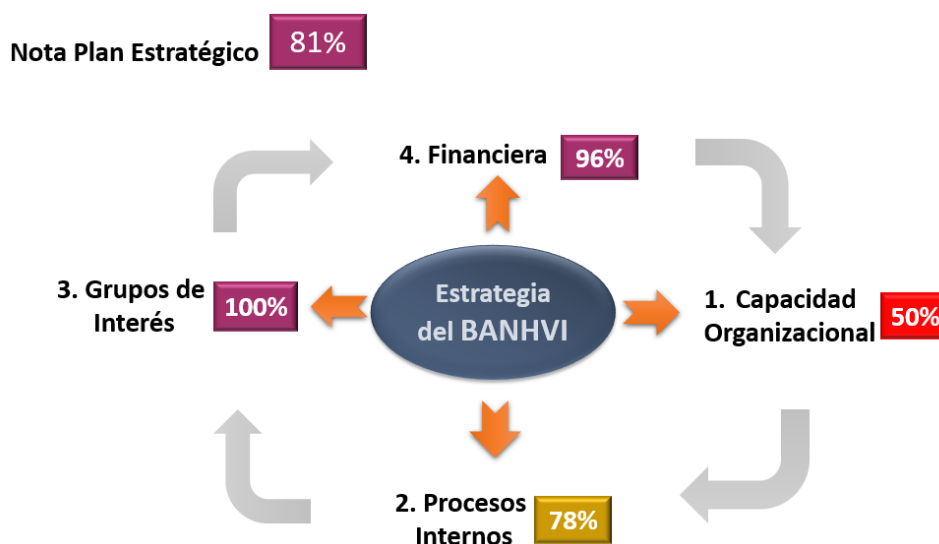 Nota Plan Estratégico 81%
4. Financiera 96%
3. Grupos de
Interés 100%
Estrategia
del BANHVI
1. Capacidad
Organizacional 50%
2. Procesos
Internos 78%